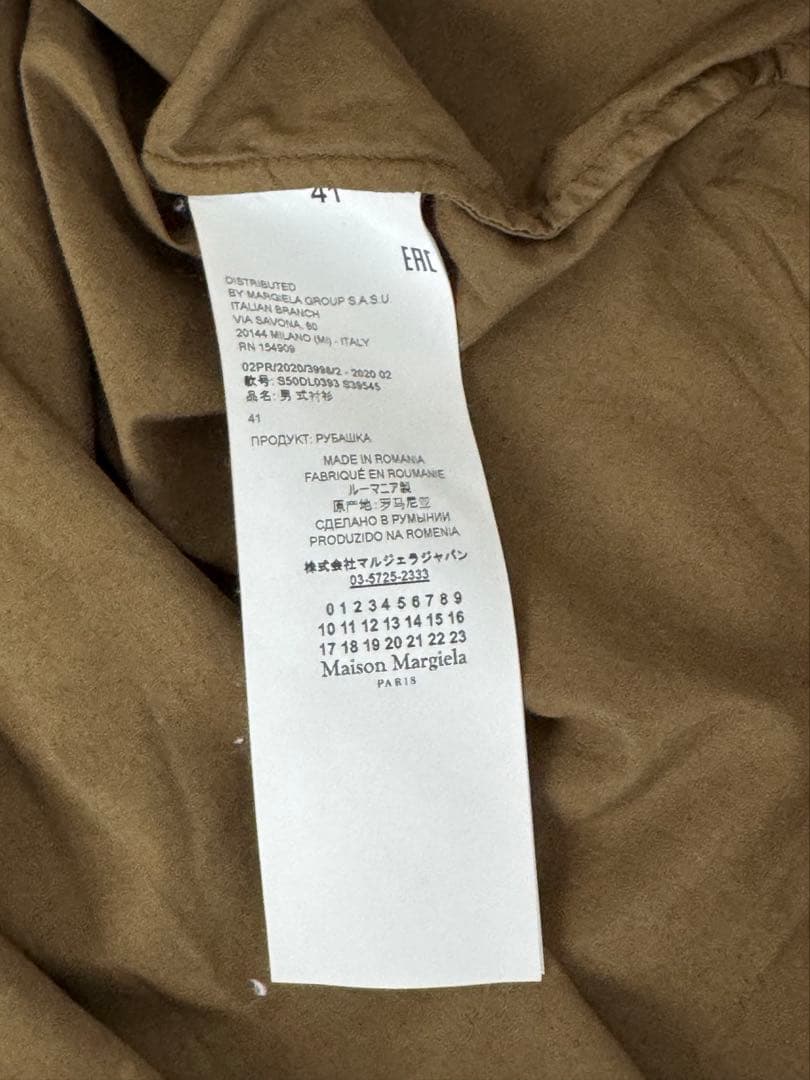 41
EAC
DISTRIBUTED
BY MARGIELA GROUP S.A.S.U
ITALIAN BRANCH
VIA SAVONA, 60
20144 MILANO (MI) - ITALY
RN 154909
02PR/2020/3998/2 - 2020 02
款号: S50DL0393 S39545
品名: 男 式衬衫
41
ПРОДУКТ: РУБАШКА
MADE IN ROMANIA
FABRIQUÉ EN ROUMANIE
ルーマニア製
原产地: 罗马尼亚
СДЕЛАНО В РУМЫНИИ
PRODUZIDO NA ROMENIA
株式会社マルジェラジャパン
03-5725-2333
0 1 2 3 4 5 6 7 8 9
10 11 12 13 14 15 16
17 18 19 20 21 22 23
Maison Margiela
PARIS